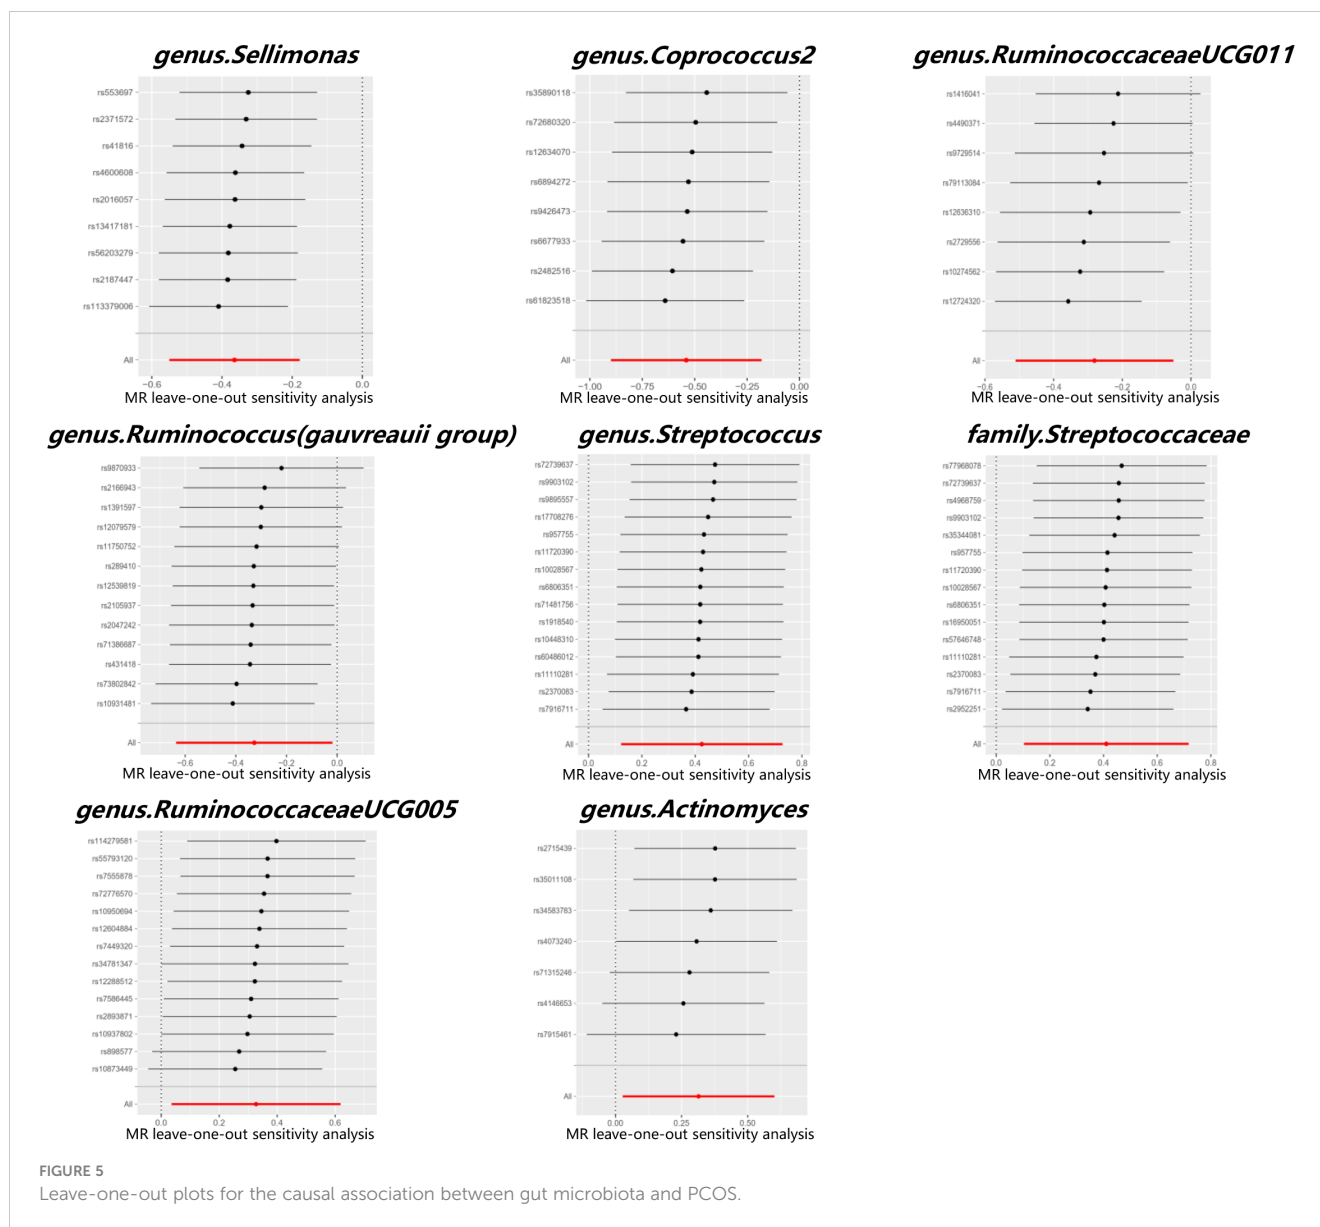 genus.Sellimonas
rs553697
rs2371572
rs41816
rs4600608
rs2016057
rs13417181
rs56203279
rs2187447
rs113379006
All
−0.6 −0.4 −0.2 0.0
MR leave-one-out sensitivity analysis
genus.Coprococcus2
rs35890118
rs72680320
rs12634070
rs6894272
rs9426473
rs6677933
rs2482516
rs61823518
All
−1.00 −0.75 −0.50 −0.25 0.00
MR leave-one-out sensitivity analysis
genus.RuminococcaceaeUCG011
rs1416041
rs4490371
rs9729514
rs79113084
rs12636310
rs2729556
rs10274562
rs12724320
All
−0.6 −0.4 −0.2 0.0
MR leave-one-out sensitivity analysis
genus.Ruminococcus(gauvreauii group)
rs9870933
rs2166943
rs1391597
rs12079579
rs11750752
rs289410
rs12539819
rs2105937
rs2047242
rs71386687
rs431418
rs73802842
rs10931481
All
−0.6 −0.4 −0.2 0.0
MR leave-one-out sensitivity analysis
genus.Streptococcus
rs72739637
rs9903102
rs9895557
rs17708276
rs957755
rs11720390
rs10028567
rs6806351
rs71481756
rs1918540
rs10448310
rs60486012
rs11110281
rs2370083
rs7916711
All
0.0 0.2 0.4 0.6 0.8
MR leave-one-out sensitivity analysis
family.Streptococcaceae
rs77968078
rs72739637
rs4968759
rs9903102
rs35344081
rs957755
rs11720390
rs10028567
rs6806351
rs16950051
rs57646748
rs11110281
rs2370083
rs7916711
rs2952251
All
0.0 0.2 0.4 0.6 0.8
MR leave-one-out sensitivity analysis
genus.RuminococcaceaeUCG005
rs114279581
rs55793120
rs7555878
rs72776570
rs10950694
rs12604884
rs7449320
rs34781347
rs12288512
rs7586445
rs2893871
rs10937802
rs898577
rs10873449
All
0.0 0.2 0.4 0.6
MR leave-one-out sensitivity analysis
genus.Actinomyces
rs2715439
rs35011108
rs34583783
rs4073240
rs71315246
rs4146653
rs7915461
All
0.00 0.25 0.50
MR leave-one-out sensitivity analysis
FIGURE 5
Leave-one-out plots for the causal association between gut microbiota and PCOS.